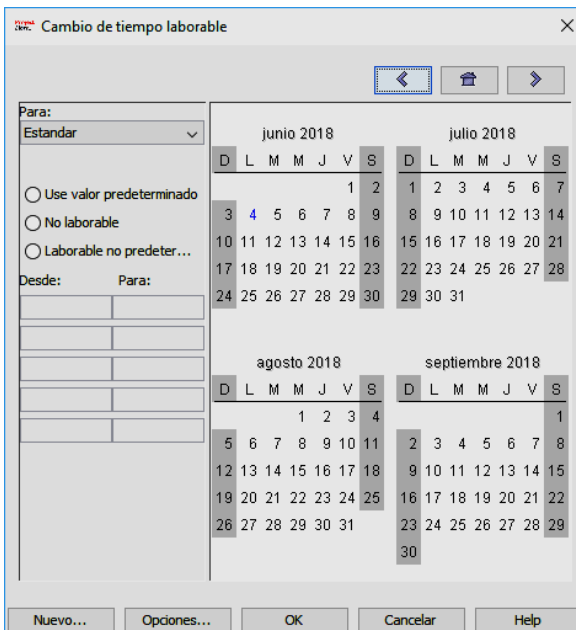 Cambio de tiempo laborable
Para:
Estandar
Use valor predeterminado
No laborable
Laborable no predeter...
Desde: Para:
junio 2018
D L M M J V S
1 2
3 4 5 6 7 8 9
10 11 12 13 14 15 16
17 18 19 20 21 22 23
24 25 26 27 28 29 30
julio 2018
D L M M J V S
1 2 3 4 5 6 7
8 9 10 11 12 13 14
15 16 17 18 19 20 21
22 23 24 25 26 27 28
29 30 31
agosto 2018
D L M M J V S
1 2 3 4
5 6 7 8 9 10 11
12 13 14 15 16 17 18
19 20 21 22 23 24 25
26 27 28 29 30 31
septiembre 2018
D L M M J V S
1
2 3 4 5 6 7 8
9 10 11 12 13 14 15
16 17 18 19 20 21 22
23 24 25 26 27 28 29
30
Nuevo... Opciones... OK Cancelar Help